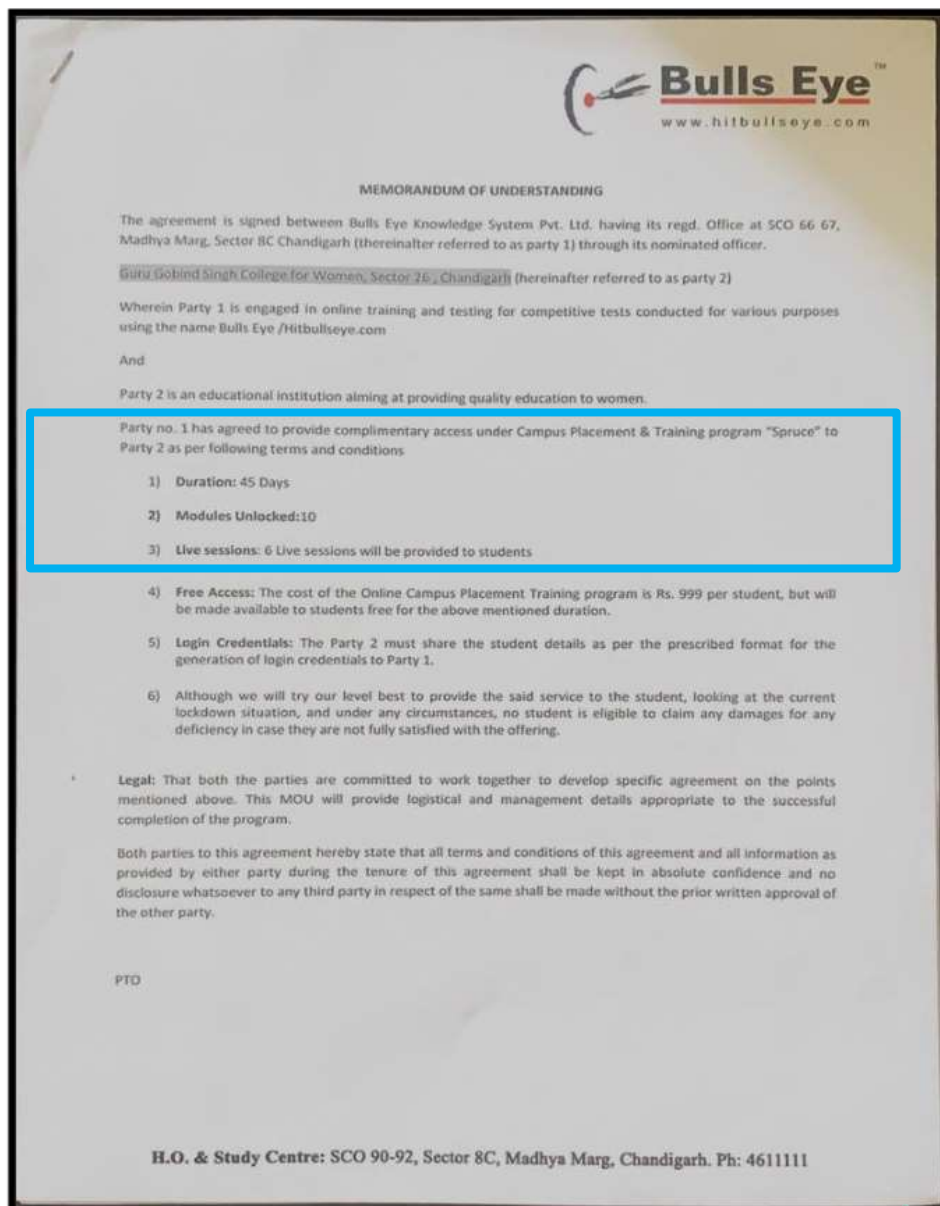 Bulls Eye™
www.hitbullseye.com
MEMORANDUM OF UNDERSTANDING
The agreement is signed between Bulls Eye Knowledge System Pvt. Ltd. having its regd. Office at SCO 66 67,
Madhya Marg, Sector 8C Chandigarh (thereinafter referred to as party 1) through its nominated officer.
Guru Gobind Singh College for Women, Sector 26 , Chandigarh (hereinafter referred to as party 2)
Wherein Party 1 is engaged in online training and testing for competitive tests conducted for various purposes
using the name Bulls Eye /Hitbullseye.com
And
Party 2 is an educational institution aiming at providing quality education to women.
Party no. 1 has agreed to provide complimentary access under Campus Placement & Training program "Spruce" to
Party 2 as per following terms and conditions
1) Duration: 45 Days
2) Modules Unlocked:10
3) Live sessions: 6 Live sessions will be provided to students
4) Free Access: The cost of the Online Campus Placement Training program is Rs. 999 per student, but will
be made available to students free for the above mentioned duration.
5) Login Credentials: The Party 2 must share the student details as per the prescribed format for the
generation of login credentials to Party 1.
6) Although we will try our level best to provide the said service to the student, looking at the current
lockdown situation, and under any circumstances, no student is eligible to claim any damages for any
deficiency in case they are not fully satisfied with the offering.
Legal: That both the parties are committed to work together to develop specific agreement on the points
mentioned above. This MOU will provide logistical and management details appropriate to the successful
completion of the program.
Both parties to this agreement hereby state that all terms and conditions of this agreement and all information as
provided by either party during the tenure of this agreement shall be kept in absolute confidence and no
disclosure whatsoever to any third party in respect of the same shall be made without the prior written approval of
the other party.
PTO
H.O. & Study Centre: SCO 90-92, Sector 8C, Madhya Marg, Chandigarh. Ph: 4611111